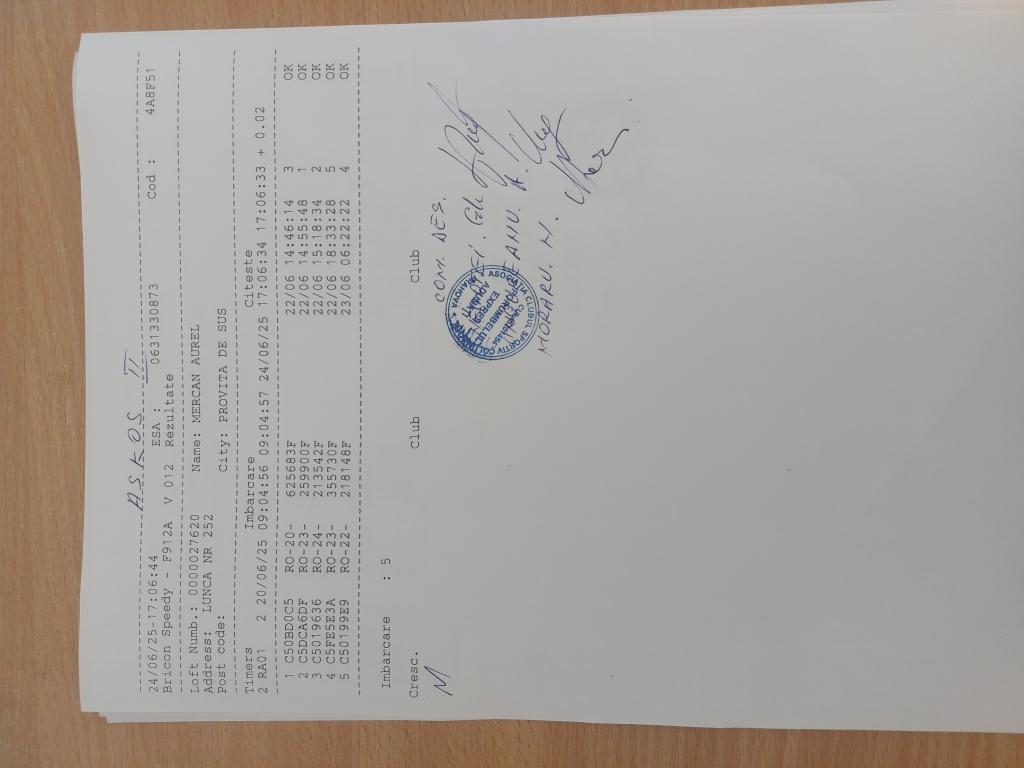 ASKOS II
24/06/25-17:06:44 ESA : 0631330873 Cod : 4A8F51
Bricon Speedy - F912A V 012 Rezultate
Loft Numb.: 0000027620 Name: MERCAN AUREL
Address: LUNCA NR 252
Post code: City: PROVITA DE SUS
Timers Imbarcare Citeste
2 RA01 2 20/06/25 09:04:56 09:04:57 24/06/25 17:06:34 17:06:33 + 0.02
1 C50BD0C5 RO-20- 625683F 22/06 14:46:14 3 OK
2 C5DCA6DF RO-23- 259900F 22/06 14:55:48 1 OK
3 C5019636 RO-24- 213542F 22/06 15:18:34 2 OK
4 C5FE5E3A RO-23- 355730F 22/06 18:33:28 5 OK
5 C50199E9 RO-22- 218148F 23/06 06:22:22 4 OK
Imbarcare : 5
Cresc. Club Club
M
COM. DES.
ASOCIATIA CLUBUL SPORTIV COLUMBOFIL
PRAHOVA
EXPRES
MORARU. N.